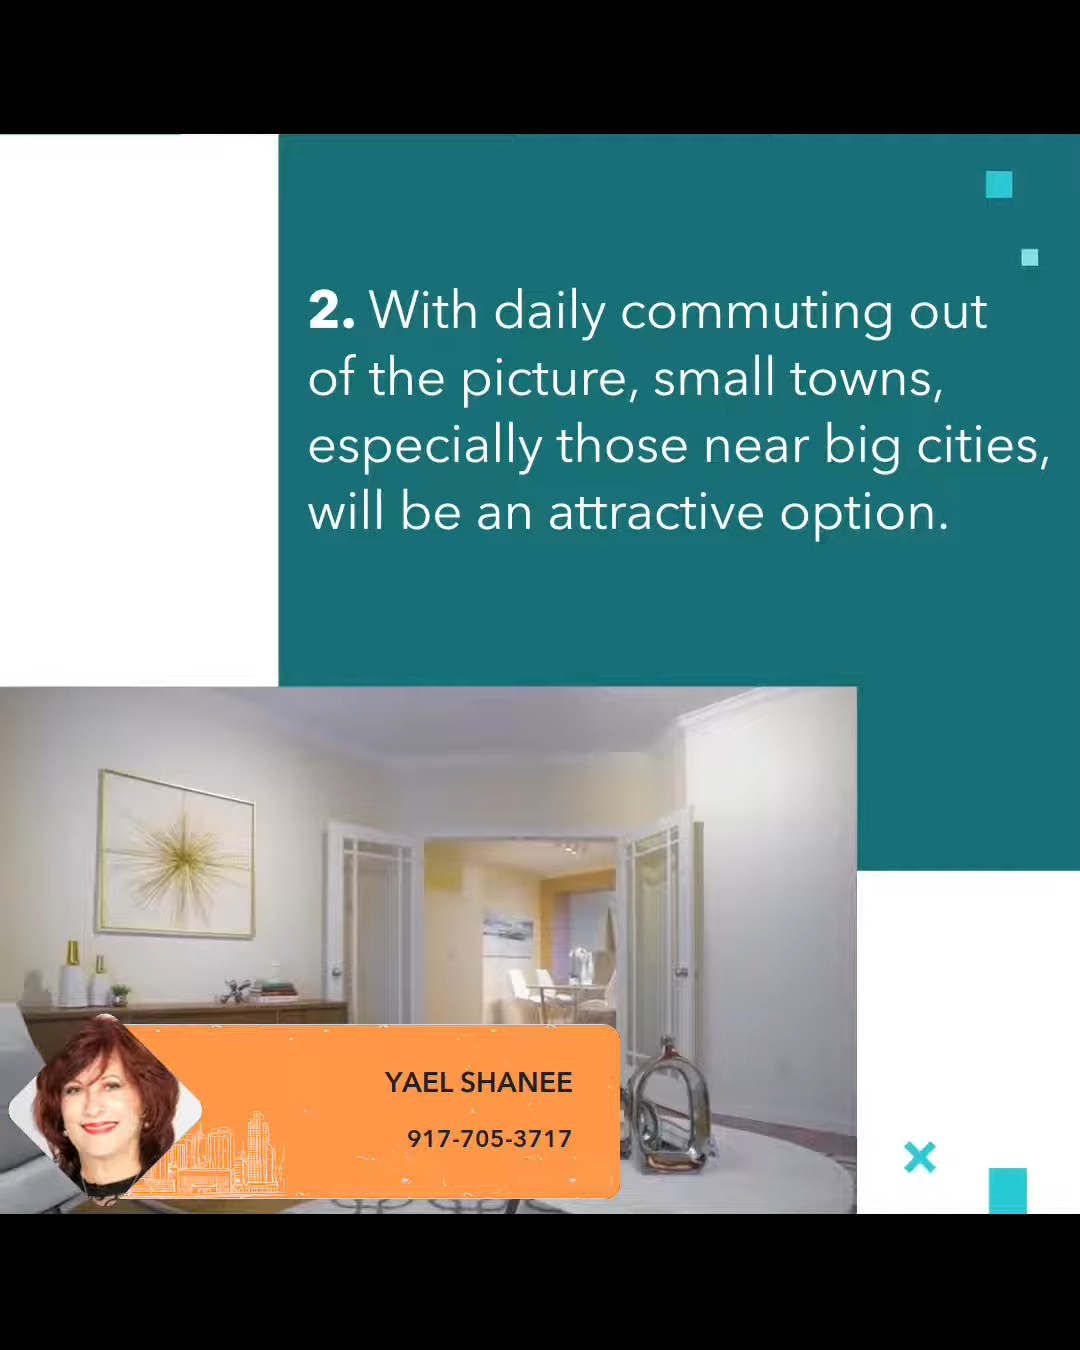 2. With daily commuting out
of the picture, small towns,
especially those near big cities,
will be an attractive option.
YAEL SHANEE
917-705-3717